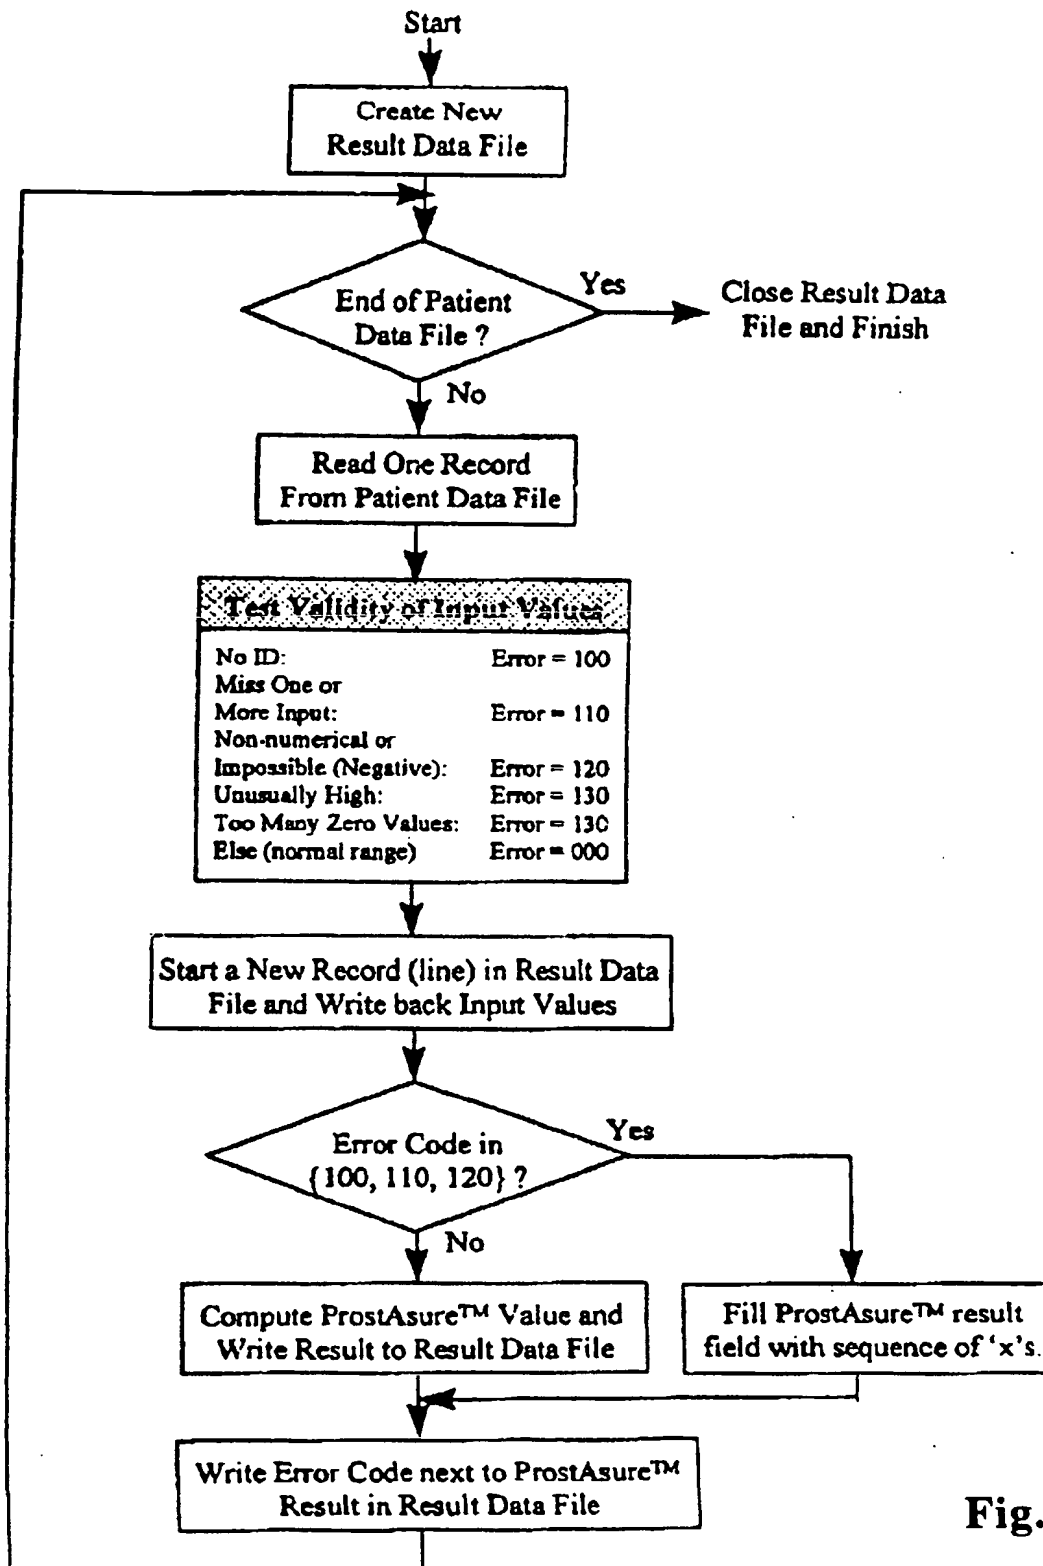 Start
Create New
Result Data File
End of Patient
Data File ?
Yes
Close Result Data
File and Finish
No
Read One Record
From Patient Data File
Test Validity of Input Values
No ID: Error = 100
Miss One or
More Input: Error = 110
Non-numerical or
Impossible (Negative): Error = 120
Unusually High: Error = 130
Too Many Zero Values: Error = 130
Else (normal range) Error = 000
Start a New Record (line) in Result Data
File and Write back Input Values
Error Code in
{100, 110, 120} ?
Yes
No
Compute ProstAsure™ Value and
Write Result to Result Data File
Fill ProstAsure™ result
field with sequence of ‘x’s.
Write Error Code next to ProstAsure™
Result in Result Data File
Fig.